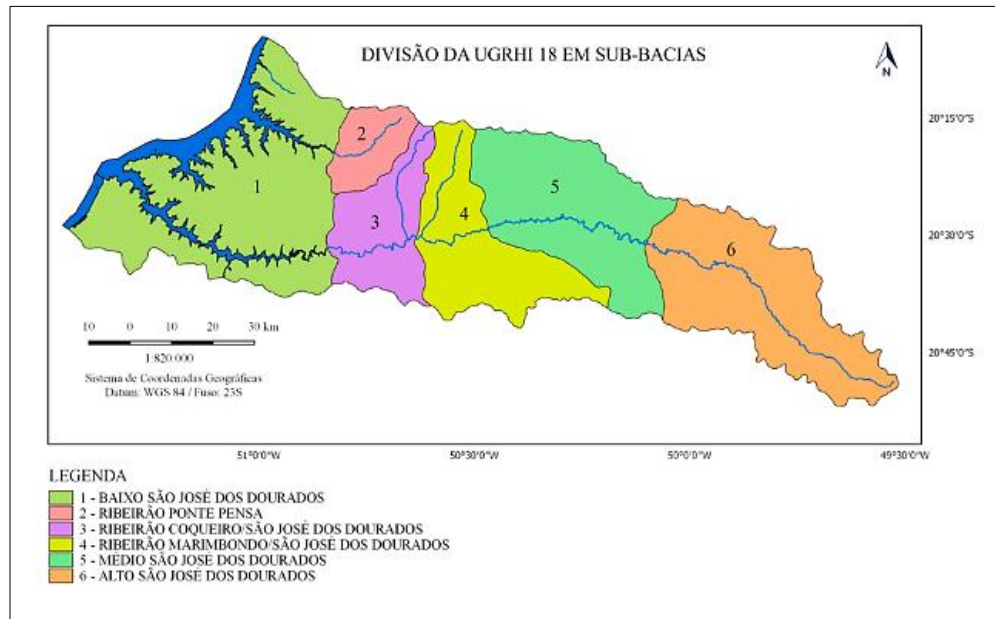 DIVISÃO DA UGRHI 18 EM SUB-BACIAS
N
20°15'0"S
2
1
5
3
4
20°30'0"S
6
10 0 10 20 30 km
1:820 000
20°45'0"S
Sistema de Coordenadas Geográficas
Datum: WGS 84 / Fuso: 23S
51°0'0"W 50°30'0"W 50°0'0"W 49°30'0"W
LEGENDA
1 - BAIXO SÃO JOSÉ DOS DOURADOS
2 - RIBEIRÃO PONTE PENSA
3 - RIBEIRÃO COQUEIRO/SÃO JOSÉ DOS DOURADOS
4 - RIBEIRÃO MARIMBONDO/SÃO JOSÉ DOS DOURADOS
5 - MÉDIO SÃO JOSÉ DOS DOURADOS
6 - ALTO SÃO JOSÉ DOS DOURADOS